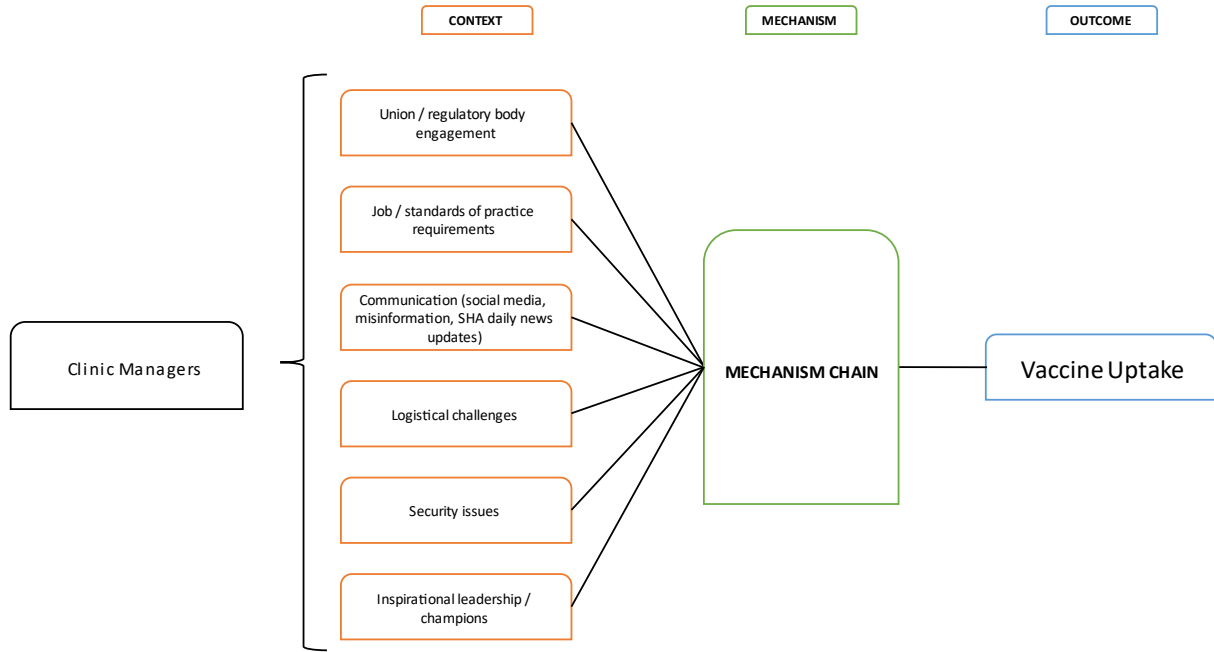 CONTEXT
MECHANISM
OUTCOME
Union / regulatory body
engagement
Job / standards of practice
requirements
Communication (social media,
misinformation, SHA daily news
updates)
Clinic Managers
Logistical challenges
Security issues
Inspirational leadership /
champions
MECHANISM CHAIN
Vaccine Uptake